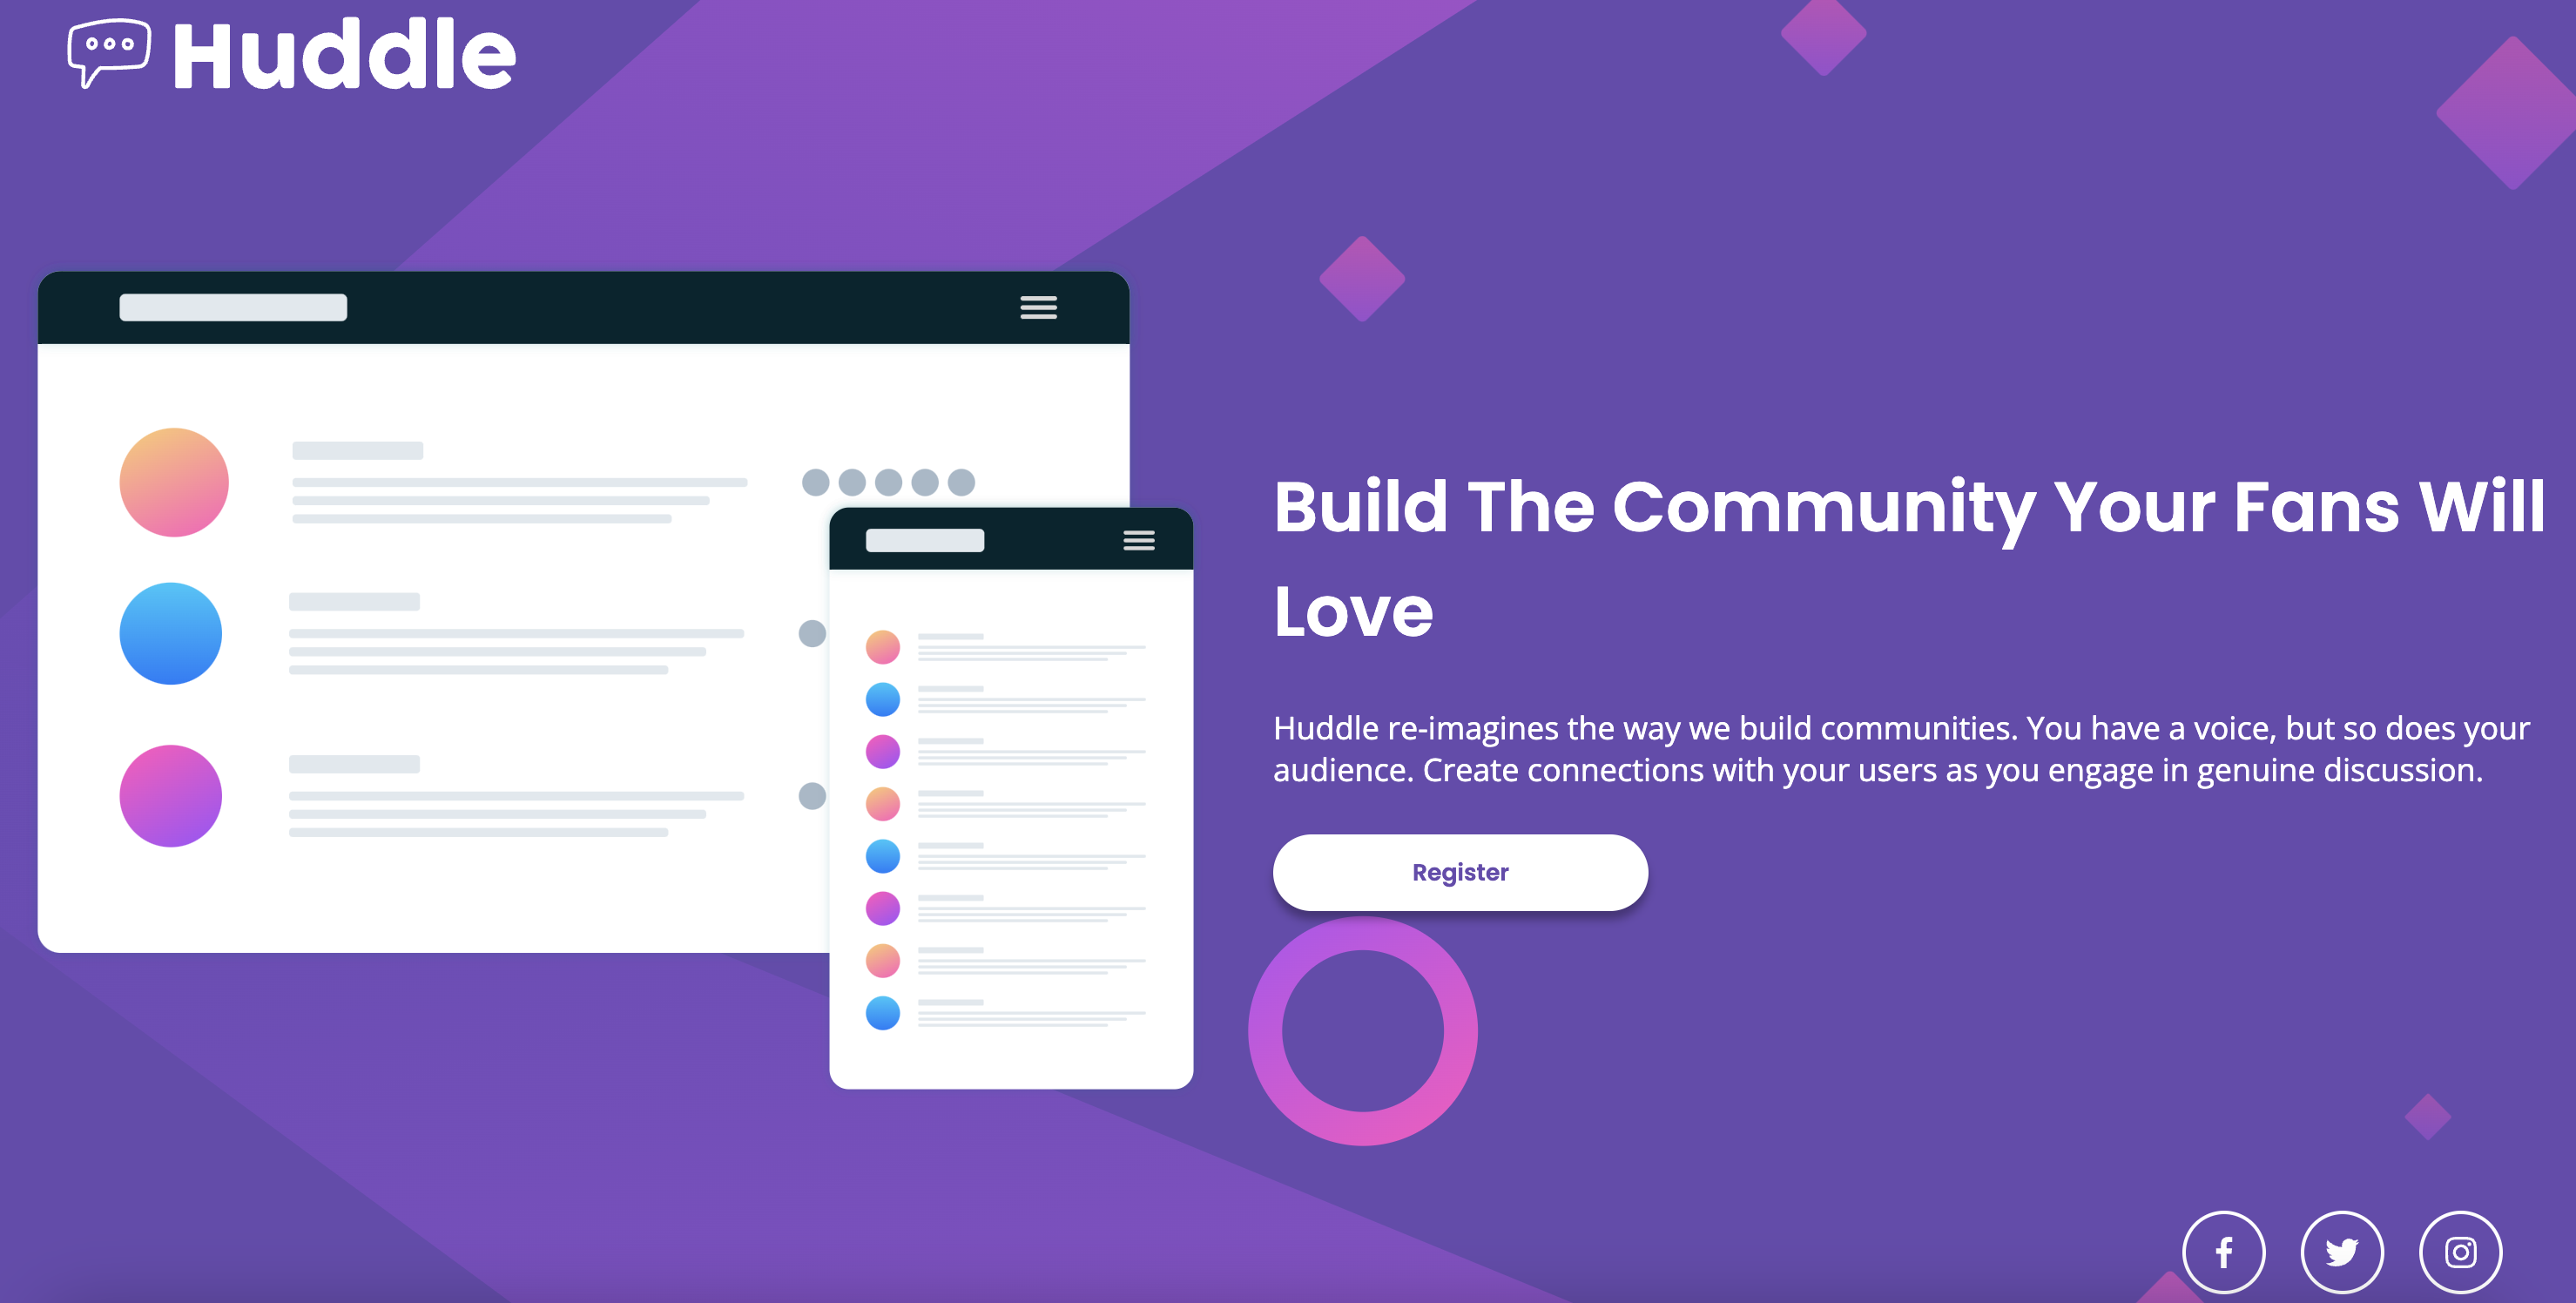 Huddle
Build The Community Your Fans Will
Love
Huddle re-imagines the way we build communities. You have a voice, but so does your
audience. Create connections with your users as you engage in genuine discussion.
Register